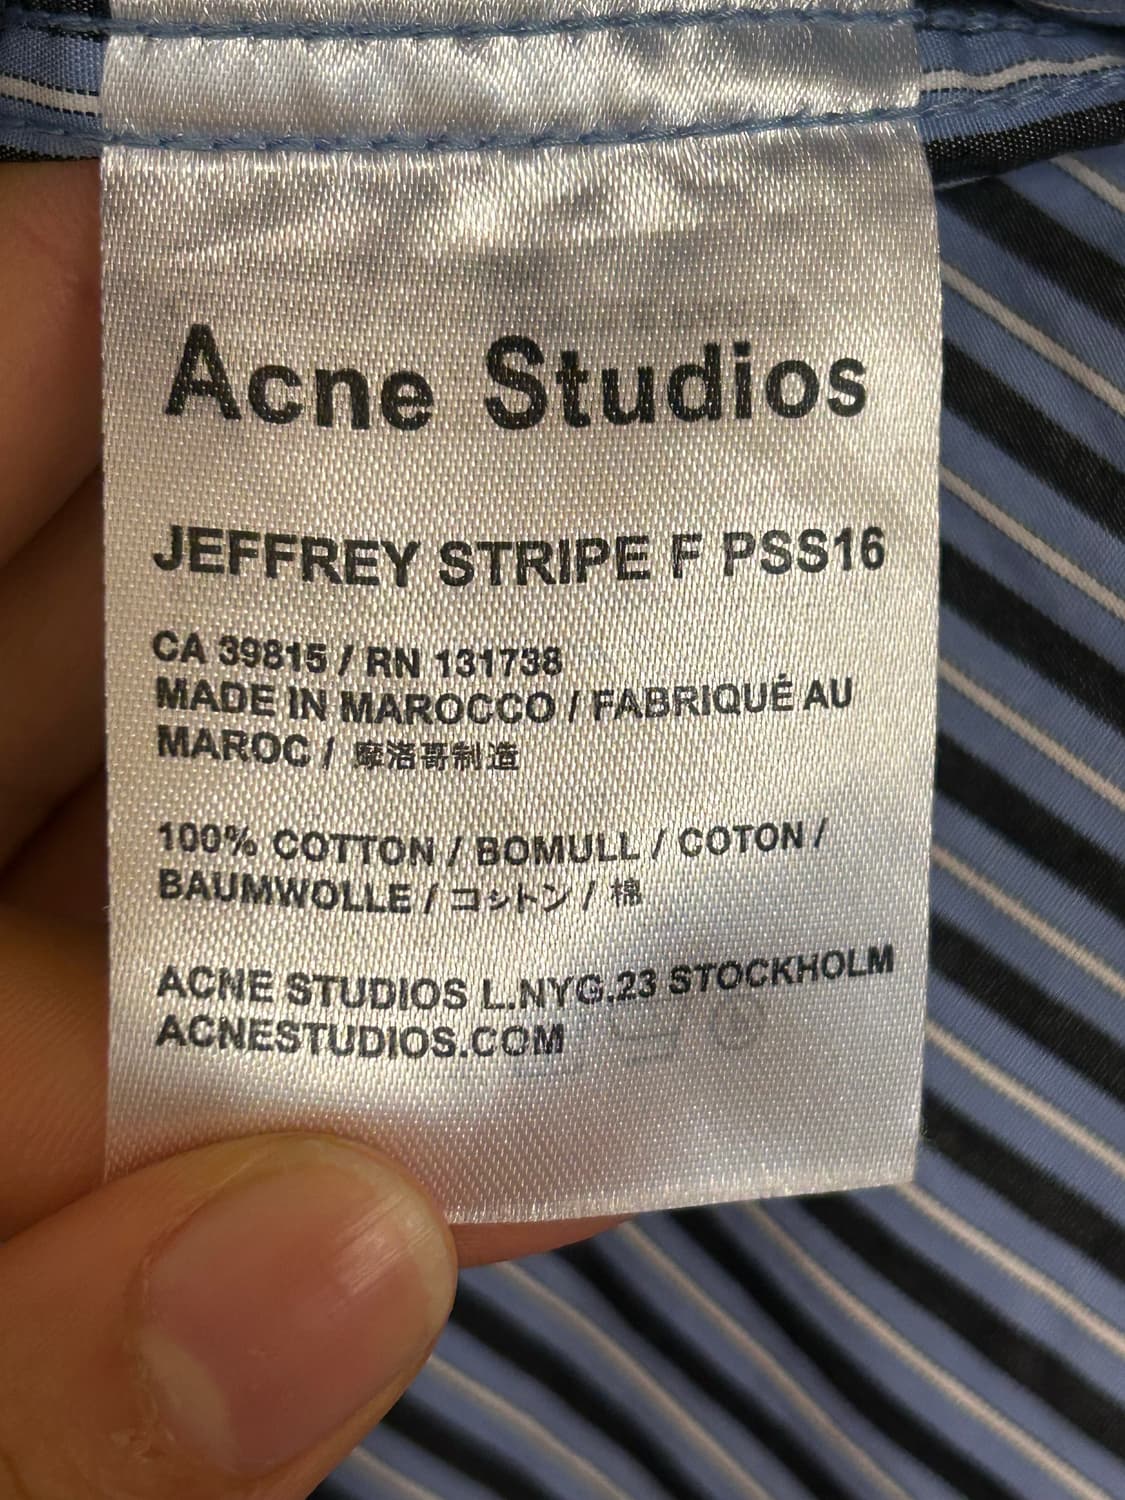 Acne Studios
JEFFREY STRIPE F PSS16
CA 39815 / RN 131738
MADE IN MAROCCO / FABRIQUÉ AU
MAROC / 摩洛哥制造
100% COTTON / BOMULL / COTON /
BAUMWOLLE / コットン / 棉
ACNE STUDIOS L.NYG.23 STOCKHOLM
ACNESTUDIOS.COM